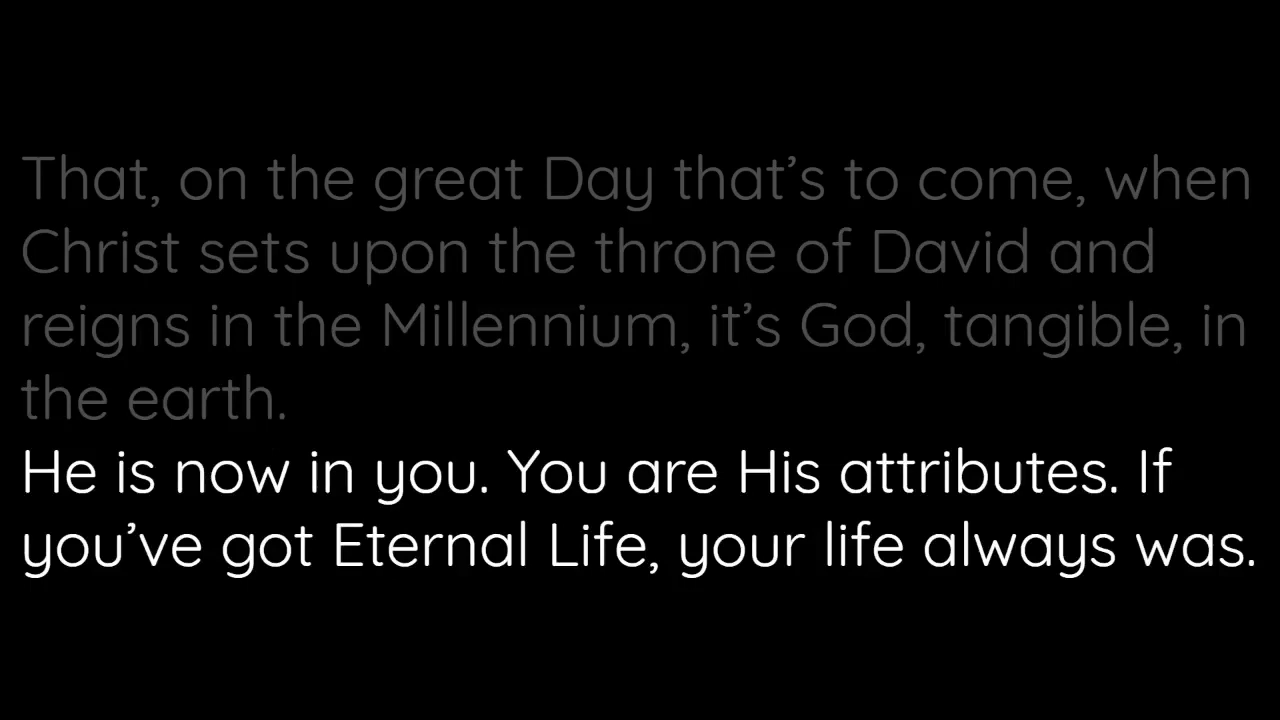 That, on the great Day that’s to come, when
Christ sets upon the throne of David and
reigns in the Millennium, it’s God, tangible, in
the earth.
He is now in you. You are His attributes. If
you’ve got Eternal Life, your life always was.